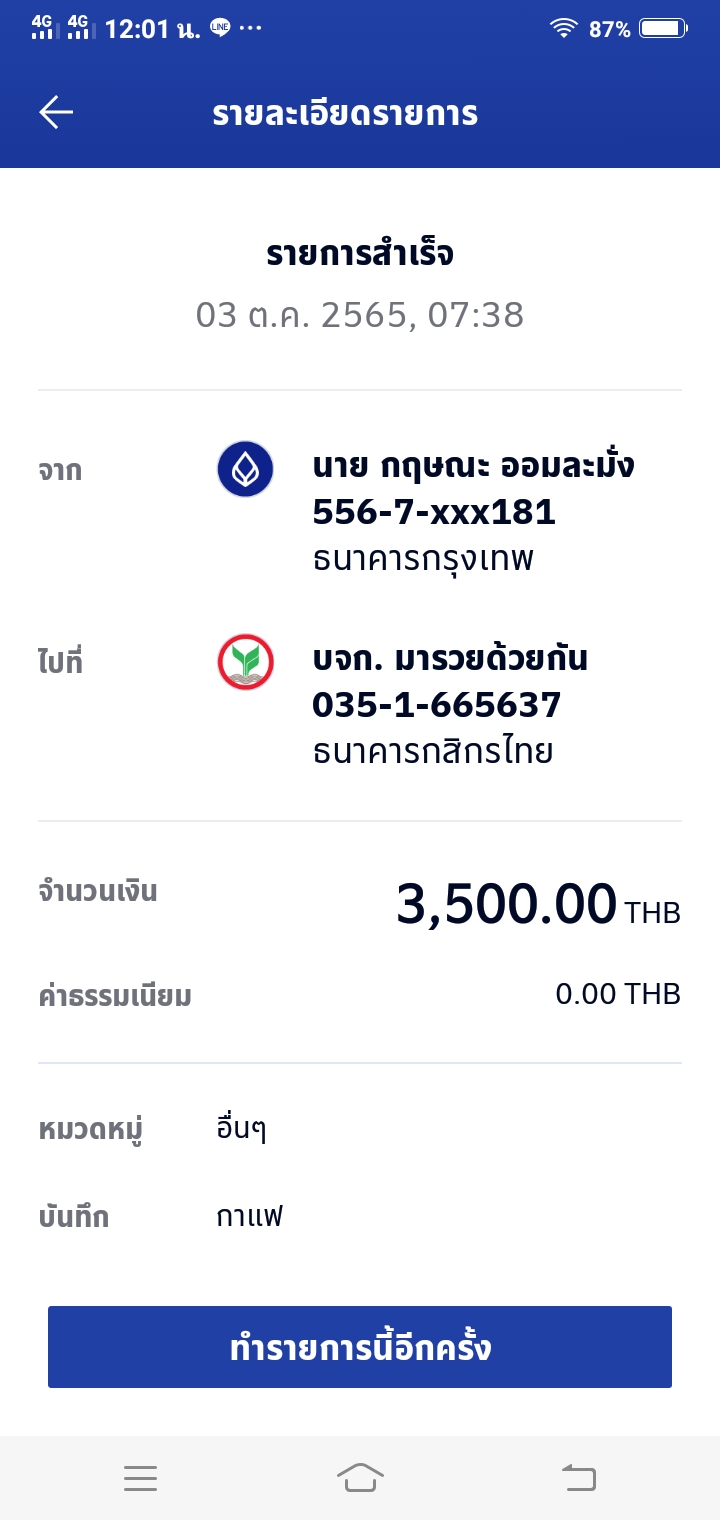 4G 4G 12:01 น. LINE ... 87%
รายละเอียดรายการ
รายการสำเร็จ
03 ต.ค. 2565, 07:38
จาก
นาย กฤษณะ ออมละมั่ง
556-7-xxx181
ธนาคารกรุงเทพ
ไปที่
บจก. มารวยด้วยกัน
035-1-665637
ธนาคารกสิกรไทย
จำนวนเงิน 3,500.00 THB
ค่าธรรมเนียม 0.00 THB
หมวดหมู่ อื่นๆ
บันทึก กาแฟ
ทำรายการนี้อีกครั้ง